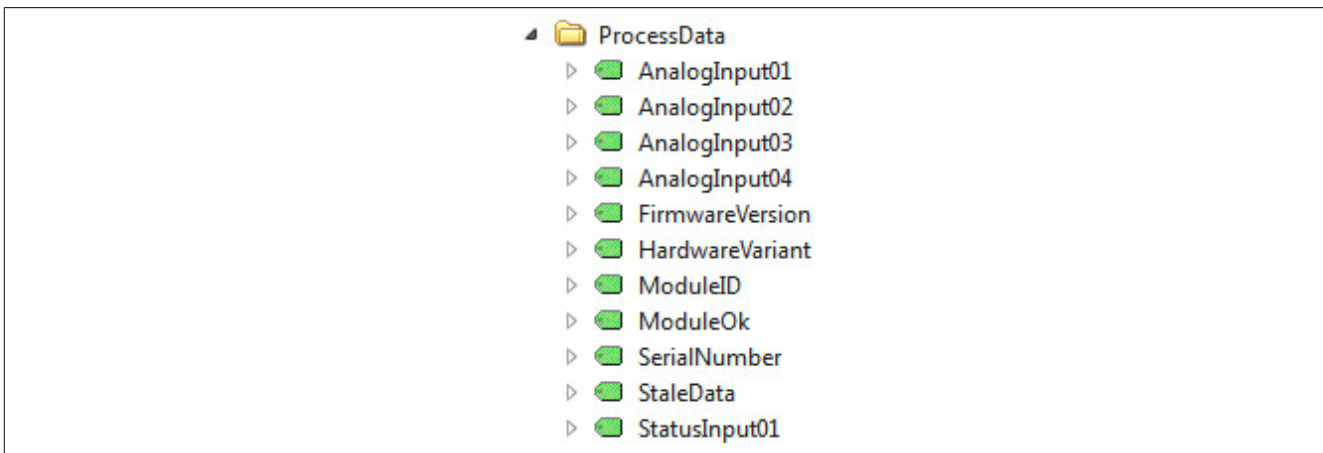 ProcessData
AnalogInput01
AnalogInput02
AnalogInput03
AnalogInput04
FirmwareVersion
HardwareVariant
ModuleID
ModuleOk
SerialNumber
StaleData
StatusInput01